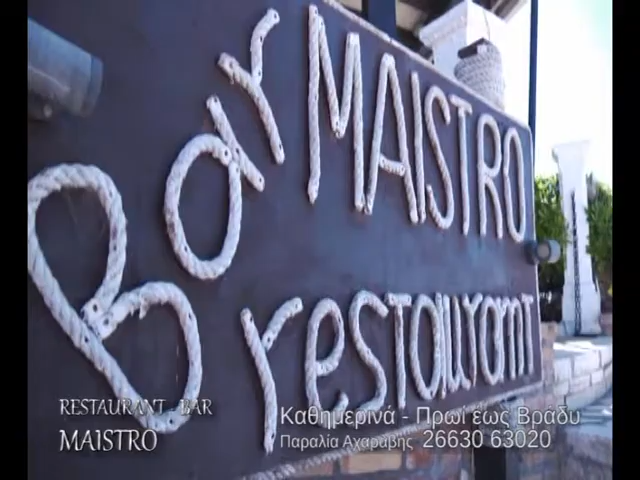 Bar MAISTRO
restaurant
RESTAURANT - BAR
MAISTRO
Καθημερινά - Πρωί έως Βράδυ
Παραλία Αχαράβης 26630 63020